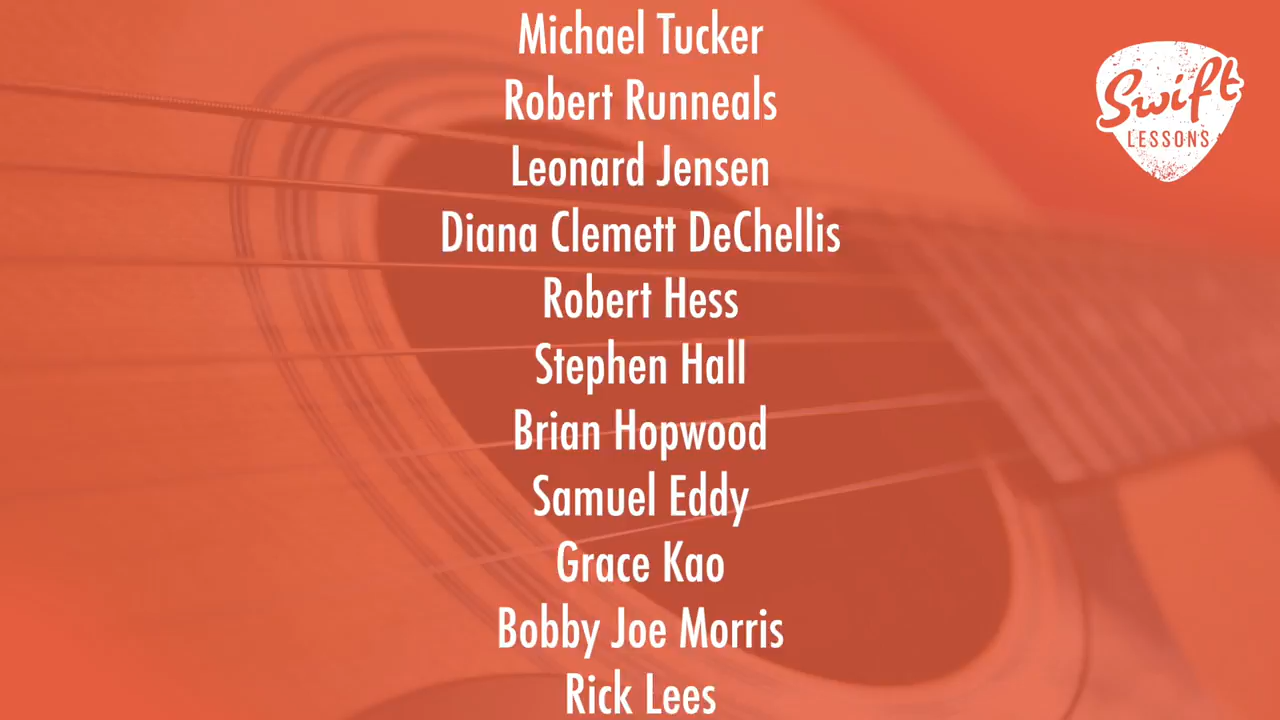 Michael Tucker
Robert Runneals
Leonard Jensen
Diana Clemett DeChellis
Robert Hess
Stephen Hall
Brian Hopwood
Samuel Eddy
Grace Kao
Bobby Joe Morris
Rick Lees
Swift
LESSONS